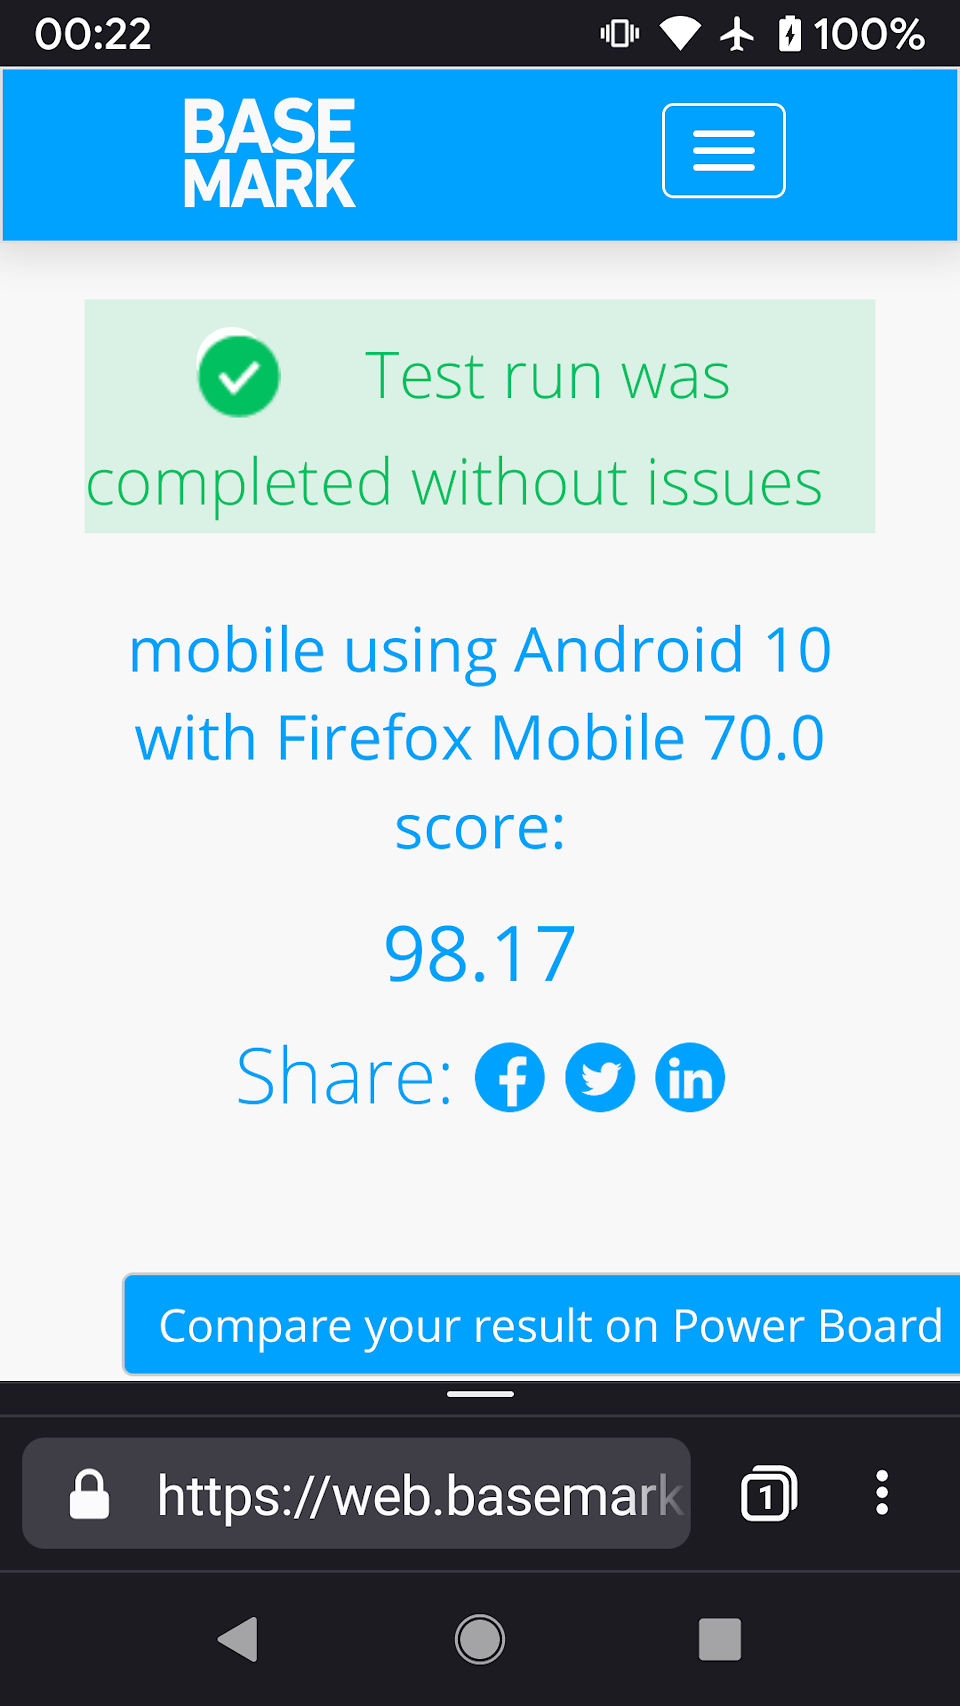 00:22 100%
BASE
MARK
Test run was
completed without issues
mobile using Android 10
with Firefox Mobile 70.0
score:
98.17
Share: f in
Compare your result on Power Board
https://web.basemark 1